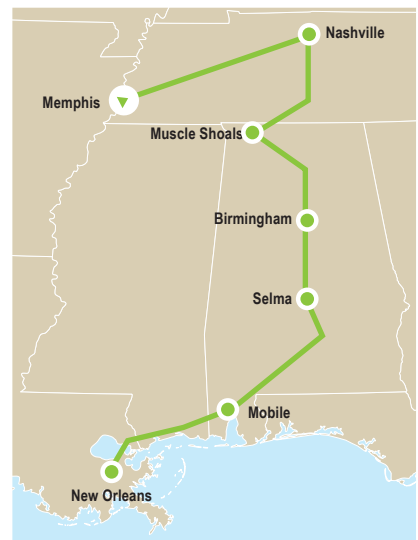 Nashville
Memphis
Muscle Shoals
Birmingham
Selma
Mobile
New Orleans